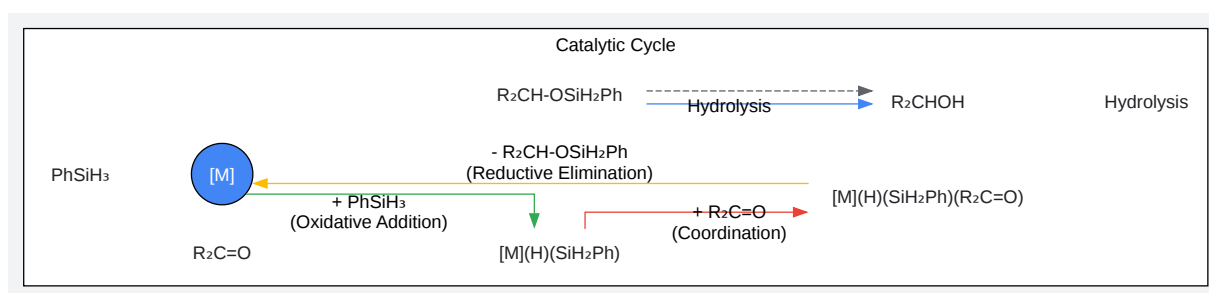 Catalytic Cycle
R₂CH-OSiH₂Ph
Hydrolysis
R₂CHOH
Hydrolysis
- R₂CH-OSiH₂Ph
(Reductive Elimination)
PhSiH₃
[M]
+ PhSiH₃
(Oxidative Addition)
[M](H)(SiH₂Ph)(R₂C=O)
+ R₂C=O
(Coordination)
R₂C=O
[M](H)(SiH₂Ph)